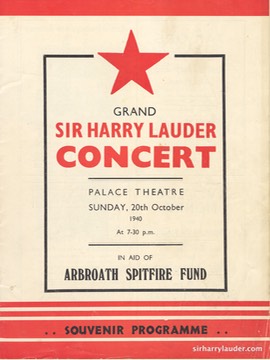 GRAND
SIR HARRY LAUDER
CONCERT
PALACE THEATRE
SUNDAY, 20th October
1940
At 7-30 p.m.
IN AID OF
ARBROATH SPITFIRE FUND
.. SOUVENIR PROGRAMME ..
sirharrylauder.com